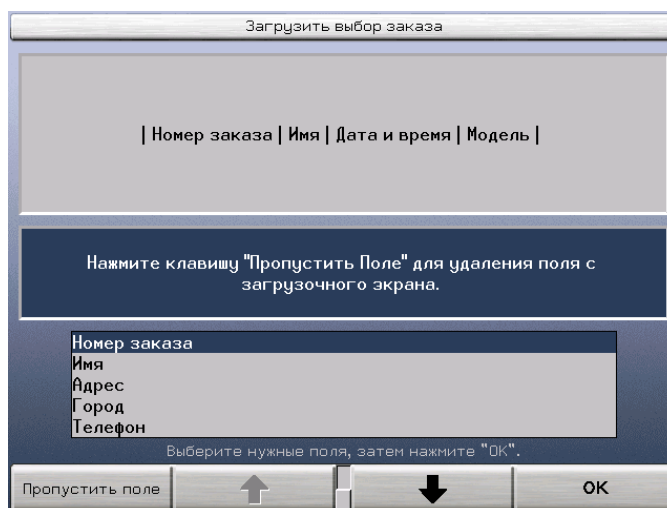 Загрузить выбор заказа
| Номер заказа | Имя | Дата и время | Модель |
Нажмите клавишу "Пропустить Поле" для удаления поля с
загрузочного экрана.
Номер заказа
Имя
Адрес
Город
Телефон
Выберите нужные поля, затем нажмите "ОК".
Пропустить поле
ОК